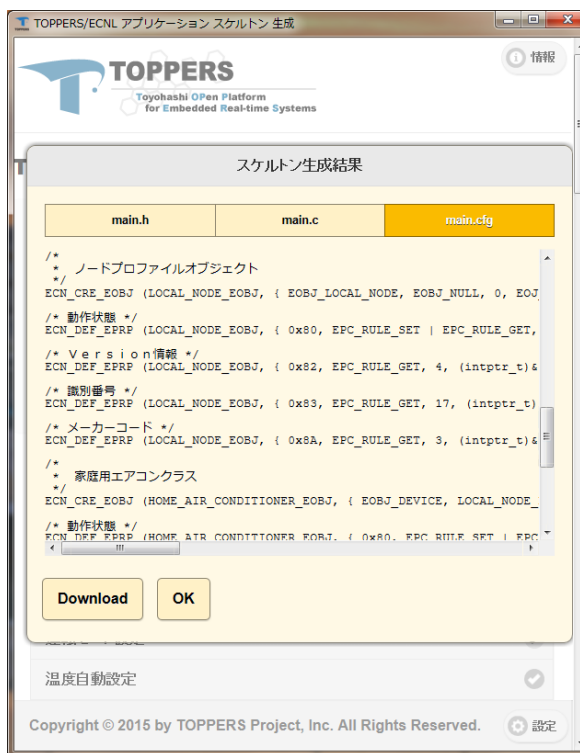 TOPPERS/ECNL アプリケーション スケルトン 生成
情報
TOPPERS
Toyohashi OPen Platform
for Embedded Real-time Systems
スケルトン生成結果
main.h
main.c
main.cfg
/*
* ノードプロファイルオブジェクト
*/
ECN_CRE_EOBJ (LOCAL_NODE_EOBJ, { EOBJ_LOCAL_NODE, EOBJ_NULL, 0, EOJ_
/* 動作状態 */
ECN_DEF_EPRP (LOCAL_NODE_EOBJ, { 0x80, EPC_RULE_SET | EPC_RULE_GET,
/* Ｖｅｒｓｉｏｎ情報 */
ECN_DEF_EPRP (LOCAL_NODE_EOBJ, { 0x82, EPC_RULE_GET, 4, (intptr_t)&
/* 識別番号 */
ECN_DEF_EPRP (LOCAL_NODE_EOBJ, { 0x83, EPC_RULE_GET, 17, (intptr_t)
/* メーカーコード */
ECN_DEF_EPRP (LOCAL_NODE_EOBJ, { 0x8A, EPC_RULE_GET, 3, (intptr_t)&
/*
* 家庭用エアコンクラス
*/
ECN_CRE_EOBJ (HOME_AIR_CONDITIONER_EOBJ, { EOBJ_DEVICE, LOCAL_NODE_
/* 動作状態 */
ECN_DEF_EPRP (HOME_AIR_CONDITIONER_EOBJ, { 0x80, EPC_RULE_SET | EPC
Download
OK
温度自動設定
Copyright © 2015 by TOPPERS Project, Inc. All Rights Reserved.
設定